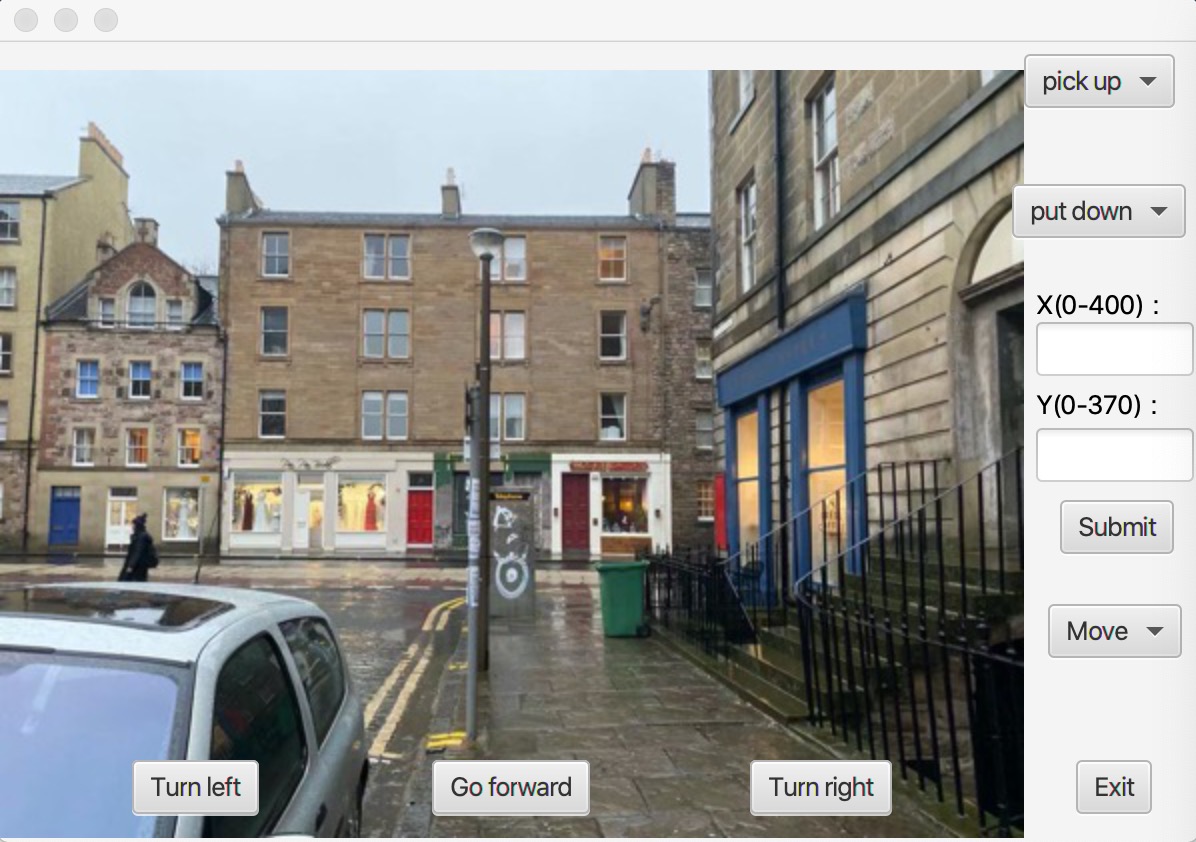 pick up
put down
X(0-400) :
Y(0-370) :
Submit
Move
Turn left
Go forward
Turn right
Exit